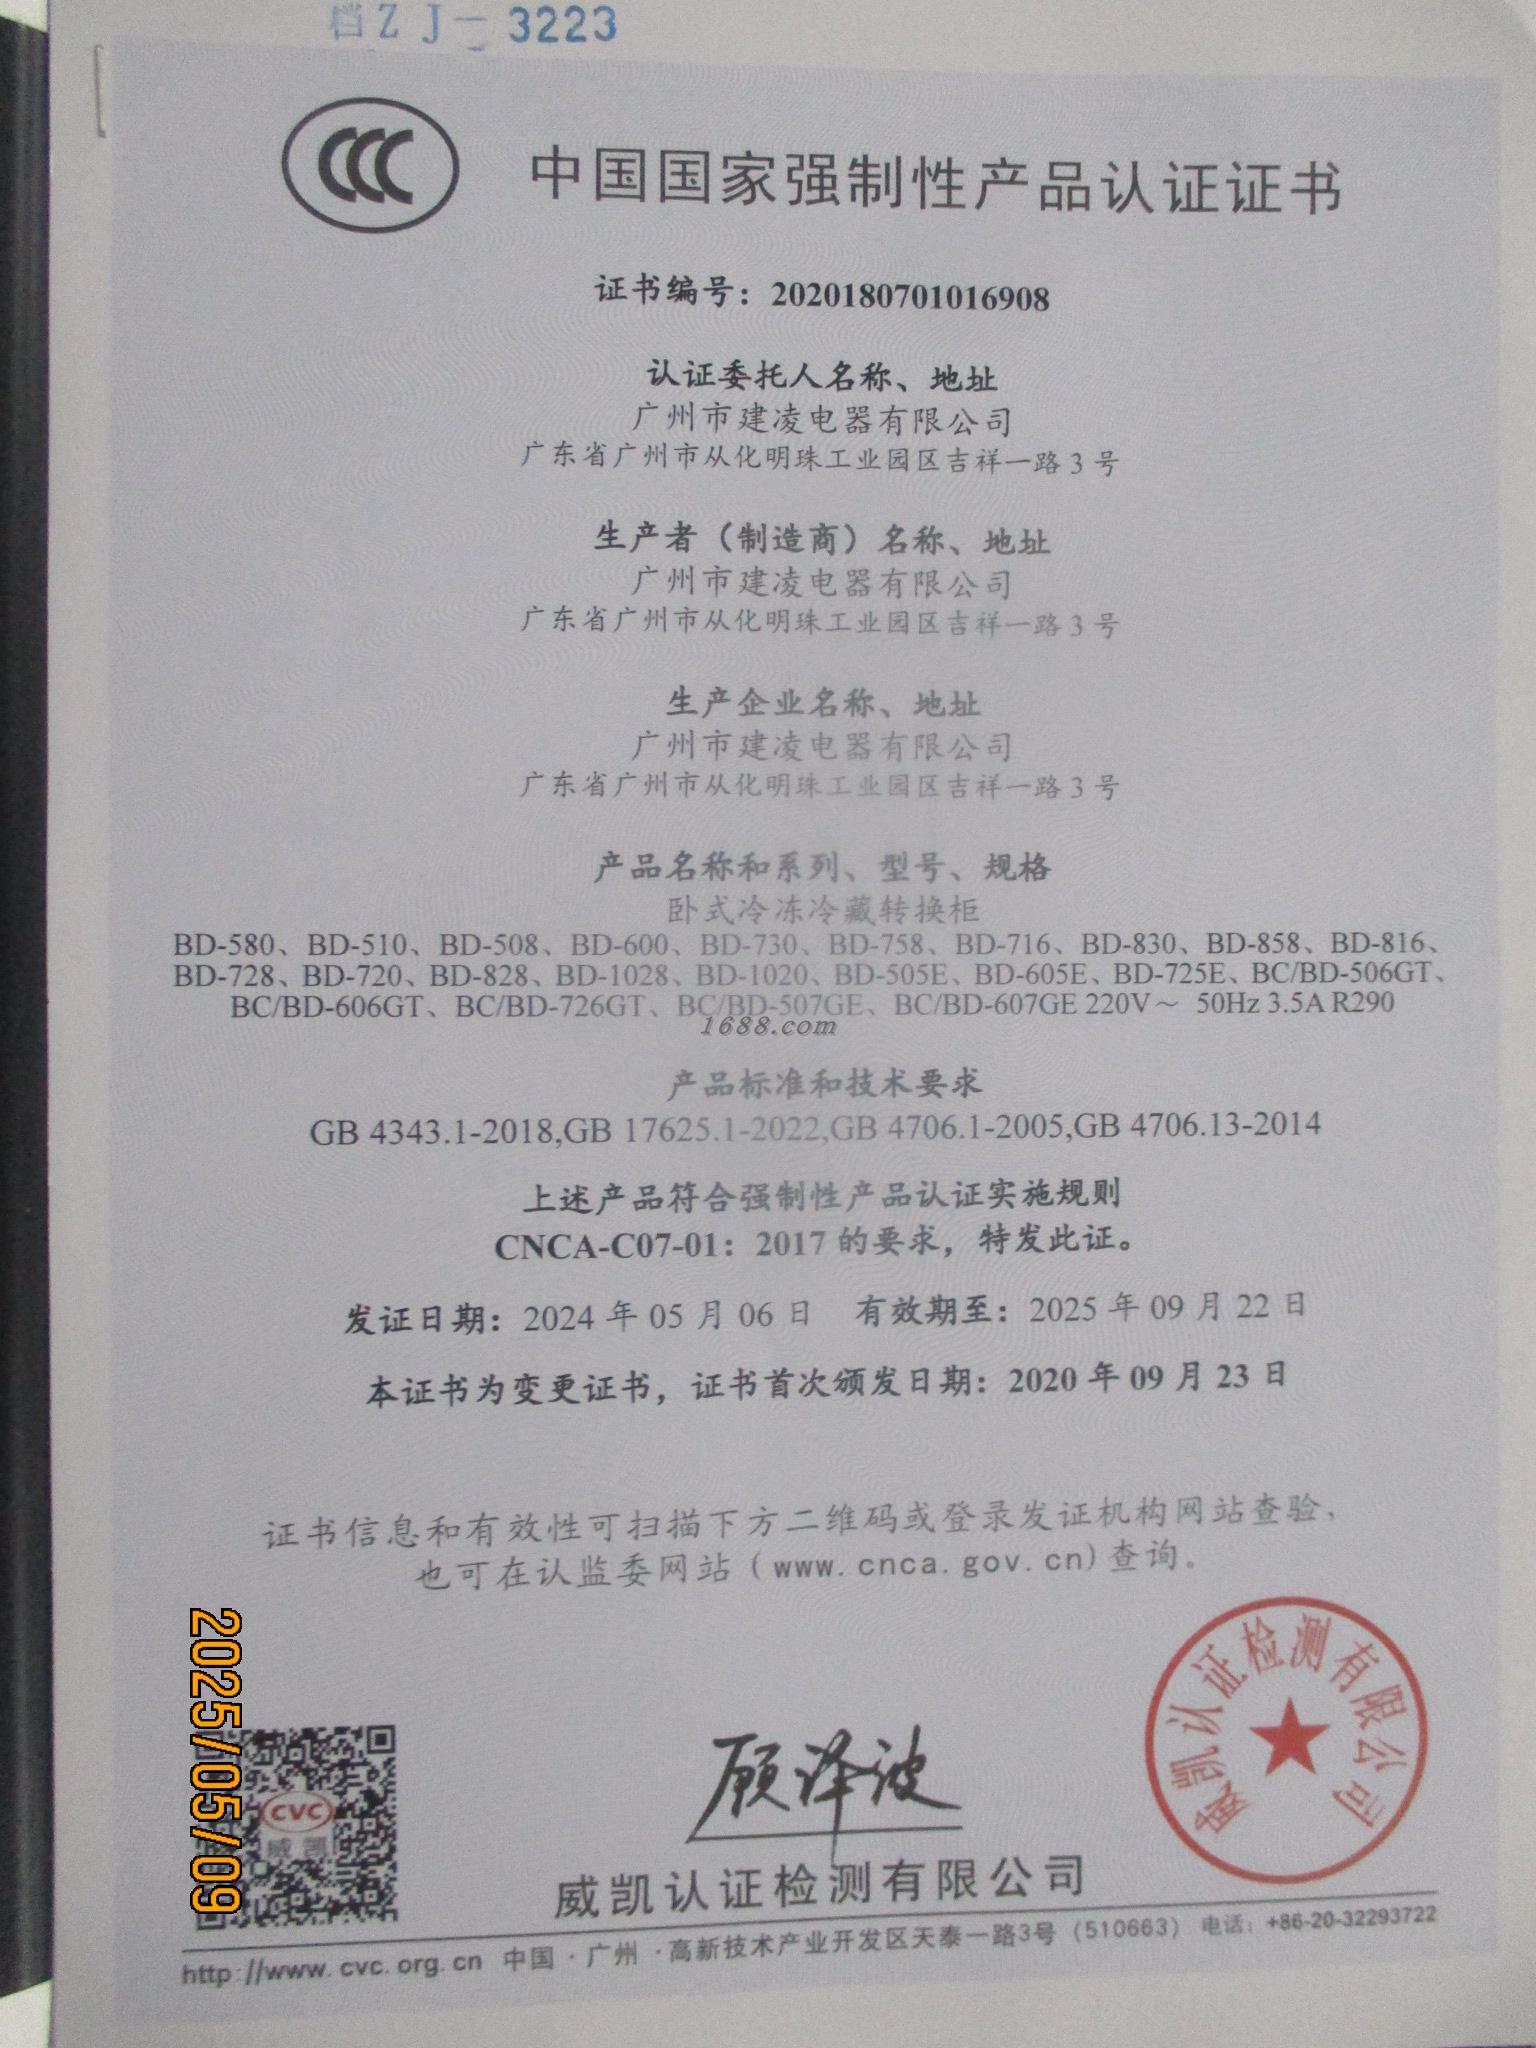 档ZJ-3223
CCC
中国国家强制性产品认证证书
证书编号：2020180701016908
认证委托人名称、地址
广州市建凌电器有限公司
广东省广州市从化明珠工业园区吉祥一路3号
生产者（制造商）名称、地址
广州市建凌电器有限公司
广东省广州市从化明珠工业园区吉祥一路3号
生产企业名称、地址
广州市建凌电器有限公司
广东省广州市从化明珠工业园区吉祥一路3号
产品名称和系列、型号、规格
卧式冷冻冷藏转换柜
BD-580、BD-510、BD-508、BD-600、BD-730、BD-758、BD-716、BD-830、BD-858、BD-816、
BD-728、BD-720、BD-828、BD-1028、BD-1020、BD-505E、BD-605E、BD-725E、BC/BD-506GT、
BC/BD-606GT、BC/BD-726GT、BC/BD-507GE、BC/BD-607GE 220V～ 50Hz 3.5A R290
1688.com
产品标准和技术要求
GB 4343.1-2018,GB 17625.1-2022,GB 4706.1-2005,GB 4706.13-2014
上述产品符合强制性产品认证实施规则
CNCA-C07-01：2017 的要求，特发此证。
发证日期：2024 年 05 月 06 日 有效期至：2025 年 09 月 22 日
本证书为变更证书，证书首次颁发日期：2020 年 09 月 23 日
证书信息和有效性可扫描下方二维码或登录发证机构网站查验，
也可在认监委网站（www.cnca.gov.cn)查询。
2025/05/09
CVC
威凯
顾泽波
威凯认证检测有限公司
威凯认证检测有限公司
http://www.cvc.org.cn 中国·广州·高新技术产业开发区天泰一路3号（510663） 电话：+86-20-32293722